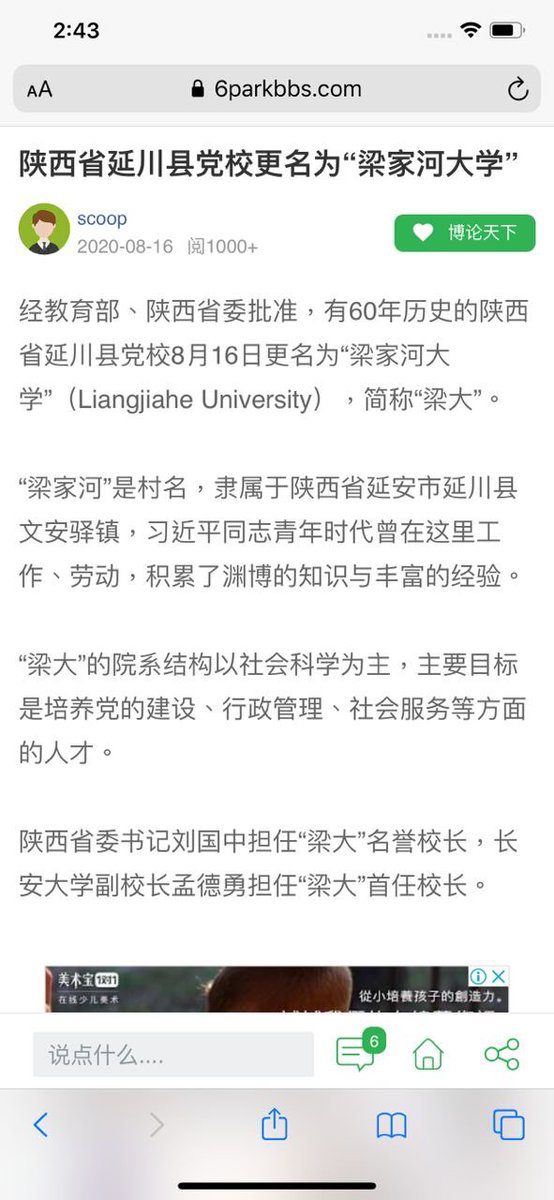 2:43
AA 6parkbbs.com
陕西省延川县党校更名为“梁家河大学”
scoop
2020-08-16 阅1000+
博论天下
经教育部、陕西省委批准，有60年历史的陕西
省延川县党校8月16日更名为“梁家河大
学”（Liangjiahe University），简称“梁大”。
“梁家河”是村名，隶属于陕西省延安市延川县
文安驿镇，习近平同志青年时代曾在这里工
作、劳动，积累了渊博的知识与丰富的经验。
“梁大”的院系结构以社会科学为主，主要目标
是培养党的建设、行政管理、社会服务等方面
的人才。
陕西省委书记刘国中担任“梁大”名誉校长，长
安大学副校长孟德勇担任“梁大”首任校长。
美术宝1对1
在线少儿美术
從小培養孩子的創造力。
说点什么....
6